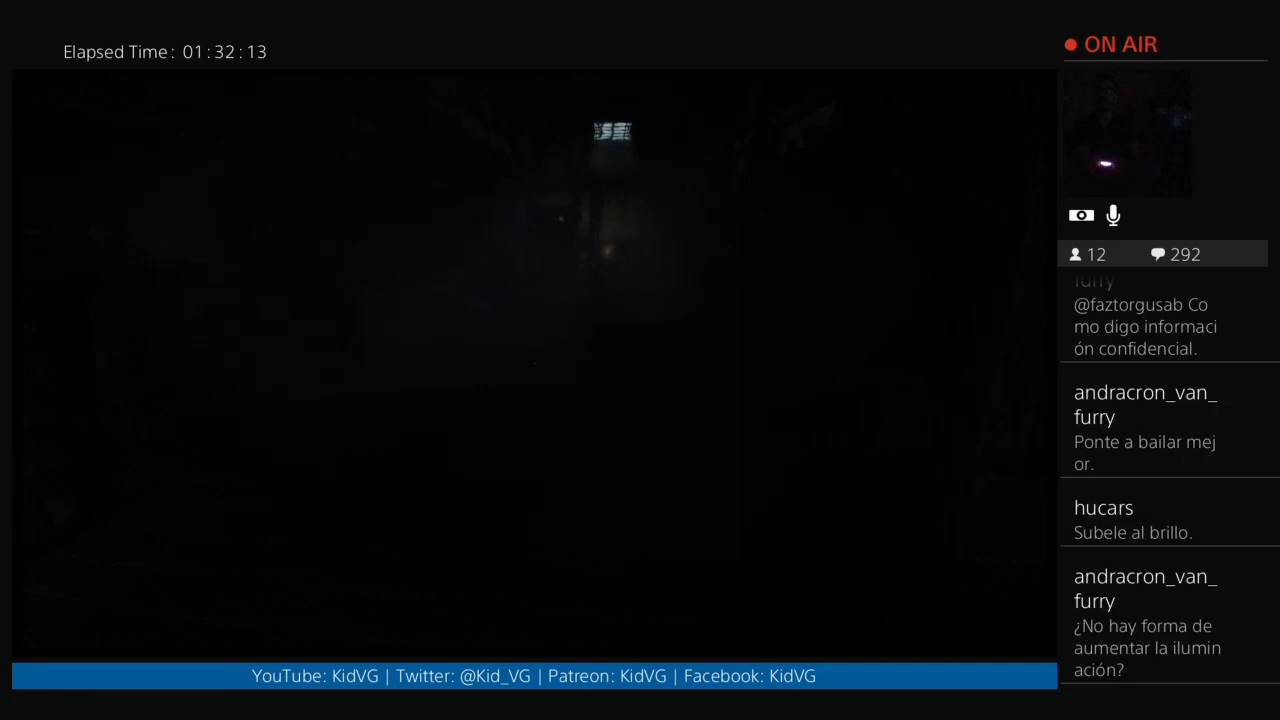 Elapsed Time: 01:32:13
ON AIR
12 292
furry
@faztorgusab Co
mo digo informaci
ón confidencial.
andracron_van_
furry
Ponte a bailar mej
or.
hucars
Subele al brillo.
andracron_van_
furry
¿No hay forma de
aumentar la ilumin
ación?
YouTube: KidVG | Twitter: @Kid_VG | Patreon: KidVG | Facebook: KidVG